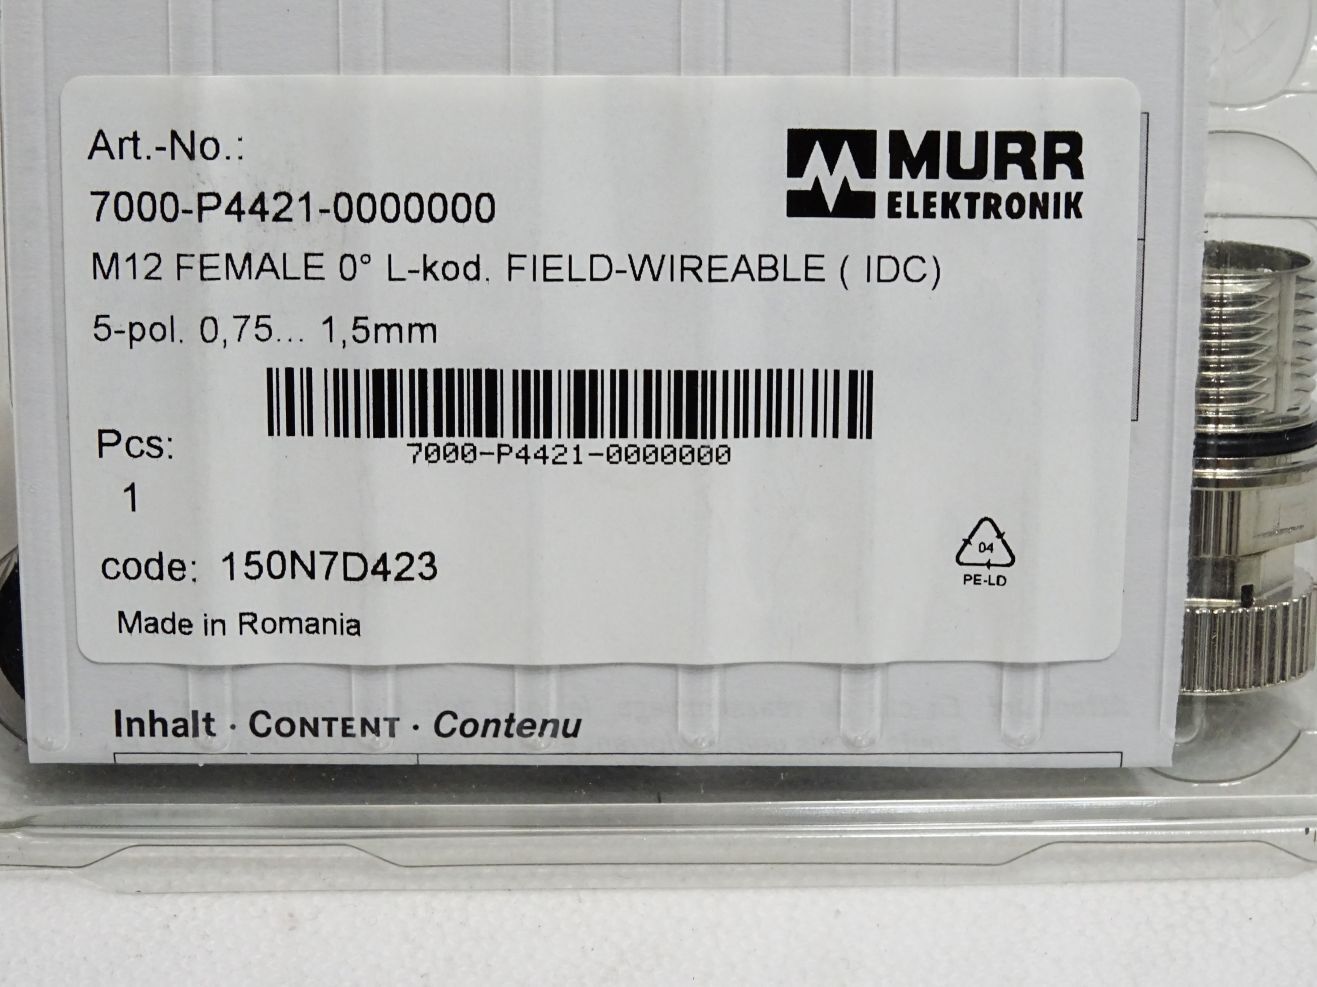 Art.-No.:
MURR
ELEKTRONIK
7000-P4421-0000000
M12 FEMALE 0° L-kod. FIELD-WIREABLE ( IDC)
5-pol. 0,75... 1,5mm
7000-P4421-0000000
Pcs:
1
04
PE-LD
code: 150N7D423
Made in Romania
Inhalt · CONTENT · Contenu